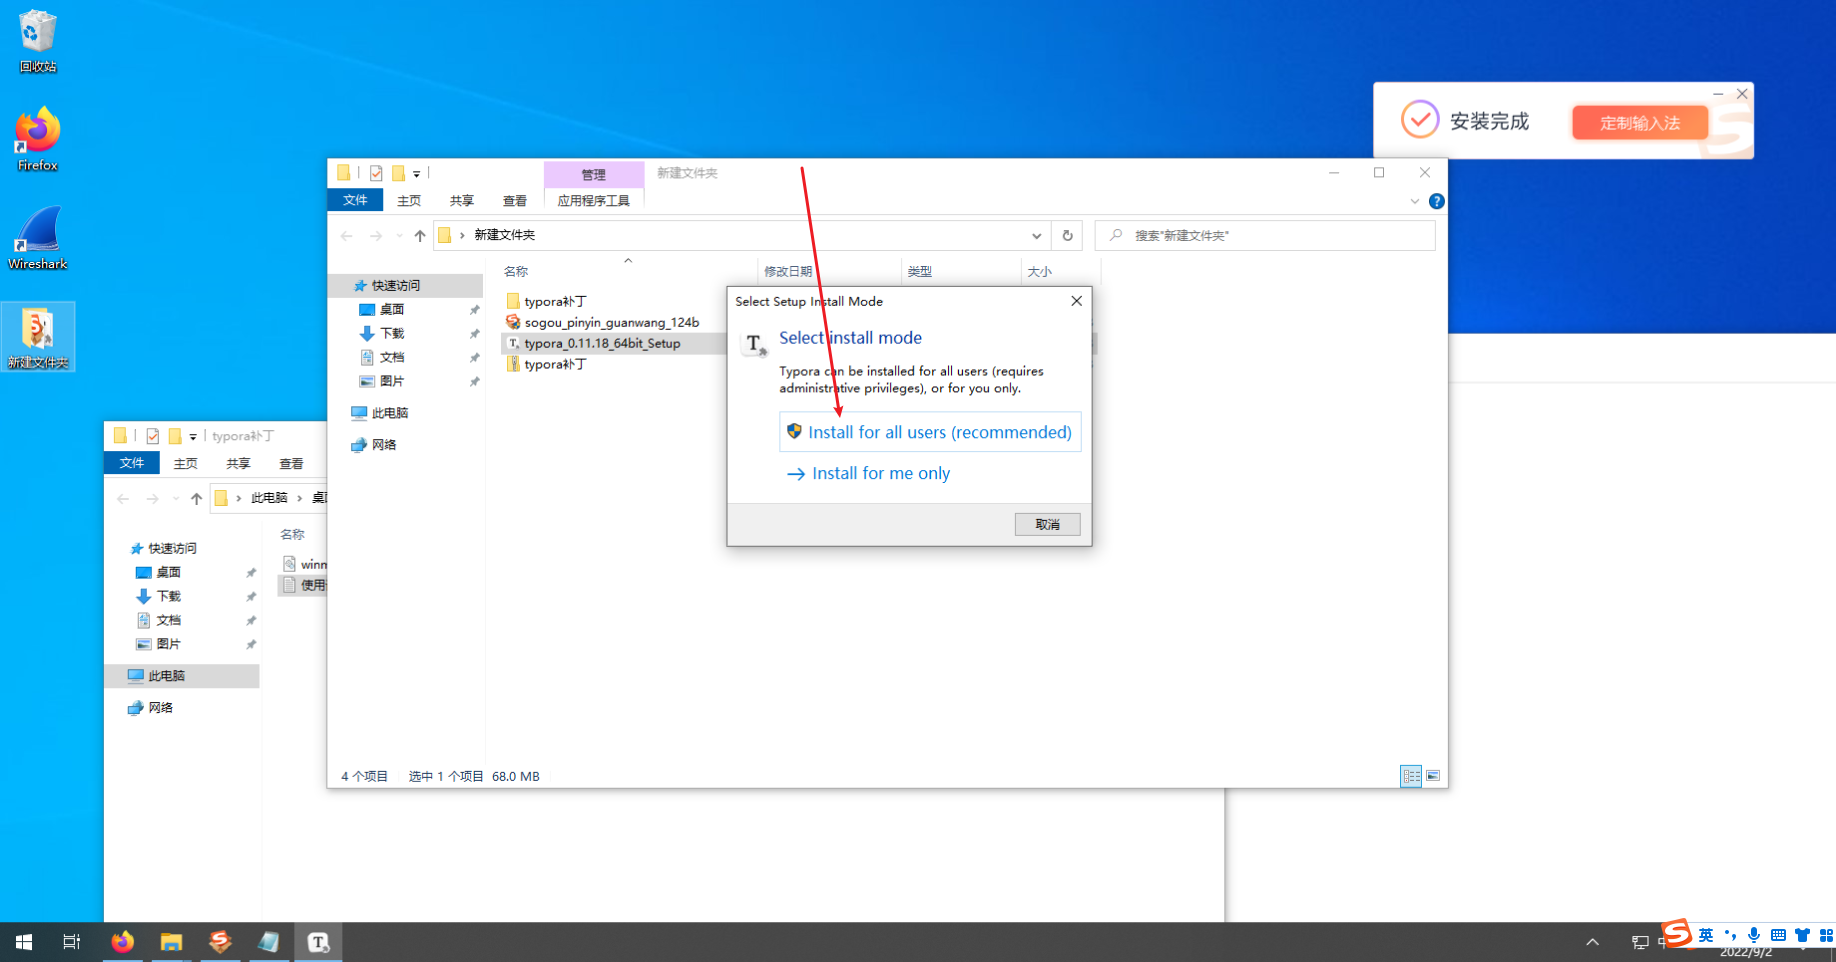 回收站
Firefox
Wireshark
新建文件夹
安装完成
定制输入法
管理
新建文件夹
文件
主页
共享
查看
应用程序工具
新建文件夹
搜索"新建文件夹"
名称
修改日期
类型
大小
快速访问
桌面
下载
文档
图片
此电脑
网络
typora补丁
sogou_pinyin_guanwang_124b
typora_0.11.18_64bit_Setup
typora补丁
Select Setup Install Mode
Select install mode
Typora can be installed for all users (requires
administrative privileges), or for you only.
Install for all users (recommended)
Install for me only
取消
4 个项目
选中 1 个项目
68.0 MB
typora补丁
文件
主页
共享
查看
此电脑
名称
快速访问
桌面
下载
文档
图片
此电脑
网络
使用
英
2022/9/2